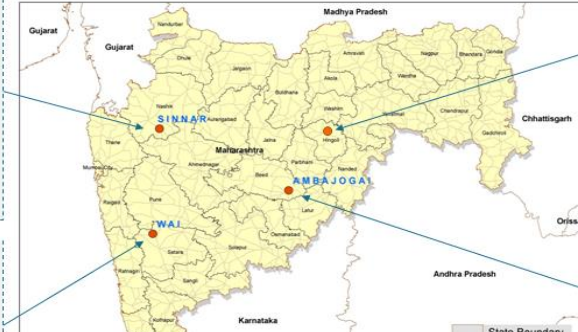 Madhya Pradesh
Gujarat
Gujarat
Nandurbar
Dhule
Jalgaon
Amravati
Nagpur
Bhandara
Gondia
Akola
Wardha
Buldhana
Washim
Nashik
SINNAR
Aurangabad
Yavatmal
Chandrapur
Chhattisgarh
Gadchiroli
Thane
Jalna
Hingoli
Maharashtra
Parbhani
Nanded
Mumbai City
Ahmednagar
Beed
AMBAJOGAI
Pune
Raigad
Latur
Orissa
WAI
Osmanabad
Satara
Solapur
Ratnagiri
Sangli
Andhra Pradesh
Kolhapur
Karnataka
State Boundary